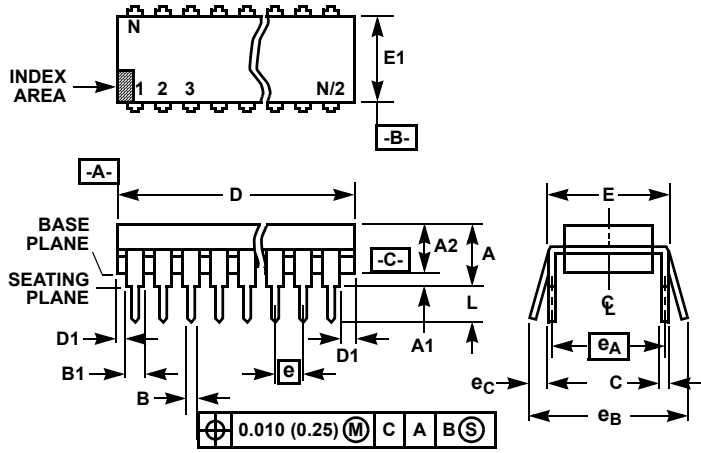 N
E1
INDEX
AREA
1 2 3 N/2
-B-
-A-
D
E
BASE
PLANE
A2
A
-C-
SEATING
PLANE
L
C
L
D1
A1
D1
eA
B1
e
eC
C
B
eB
0.010 (0.25) M C A B S